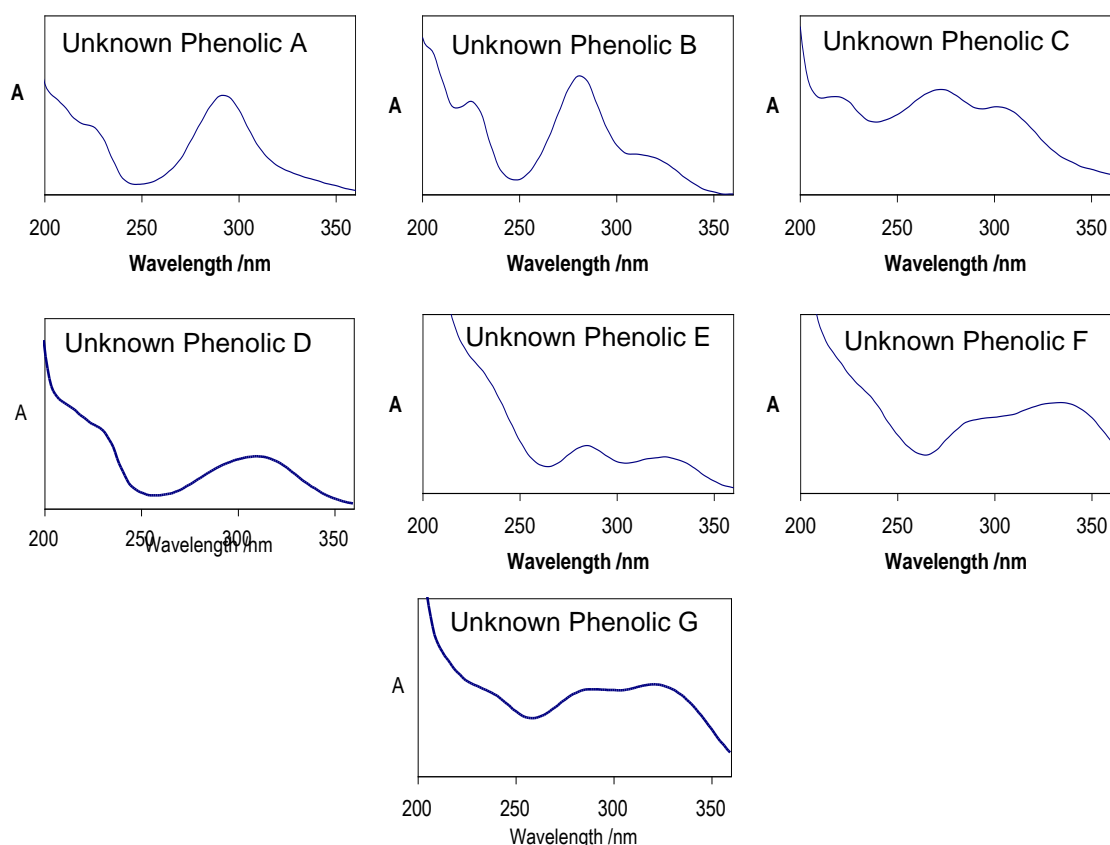 Unknown Phenolic A
A
200 250 300 350
Wavelength /nm
Unknown Phenolic B
A
200 250 300 350
Wavelength /nm
Unknown Phenolic C
A
200 250 300 350
Wavelength /nm
Unknown Phenolic D
A
200 250 300 350
Wavelength /nm
Unknown Phenolic E
A
200 250 300 350
Wavelength /nm
Unknown Phenolic F
A
200 250 300 350
Wavelength /nm
Unknown Phenolic G
A
200 250 300 350
Wavelength /nm